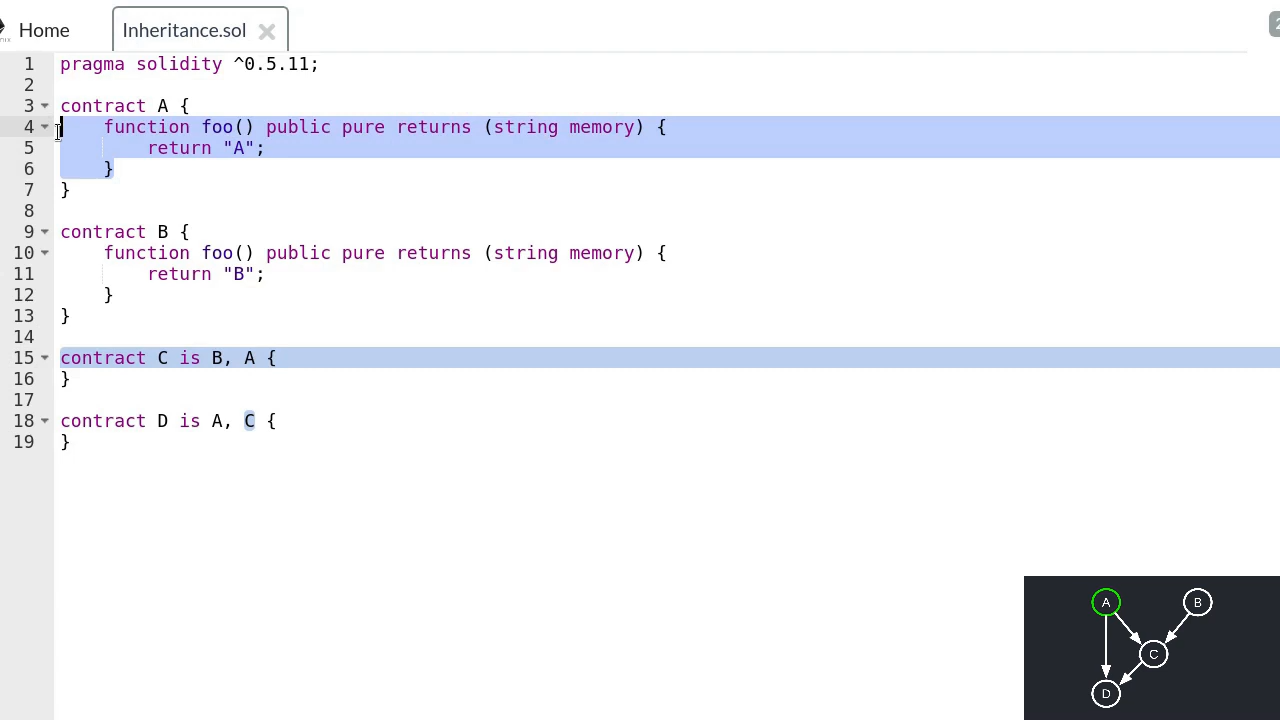 Home
Inheritance.sol
2
1 pragma solidity ^0.5.11;
2
3 contract A {
4     function foo() public pure returns (string memory) {
5         return "A";
6     }
7 }
8
9 contract B {
10     function foo() public pure returns (string memory) {
11         return "B";
12     }
13 }
14
15 contract C is B, A {
16 }
17
18 contract D is A, C {
19 }
A B
C
D